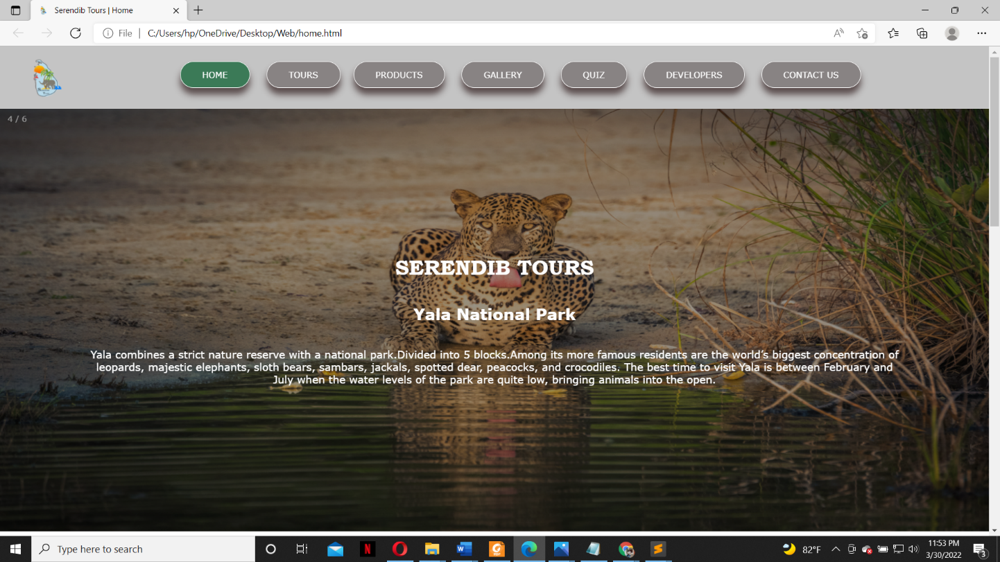 Serendib Tours | Home
File | C:/Users/hp/OneDrive/Desktop/Web/home.html
HOME TOURS PRODUCTS GALLERY QUIZ DEVELOPERS CONTACT US
4 / 6
SERENDIB TOURS
Yala National Park
Yala combines a strict nature reserve with a national park.Divided into 5 blocks.Among its more famous residents are the world’s biggest concentration of
leopards, majestic elephants, sloth bears, sambars, jackals, spotted dear, peacocks, and crocodiles. The best time to visit Yala is between February and
July when the water levels of the park are quite low, bringing animals into the open.
Type here to search
82°F
11:53 PM
3/30/2022
3